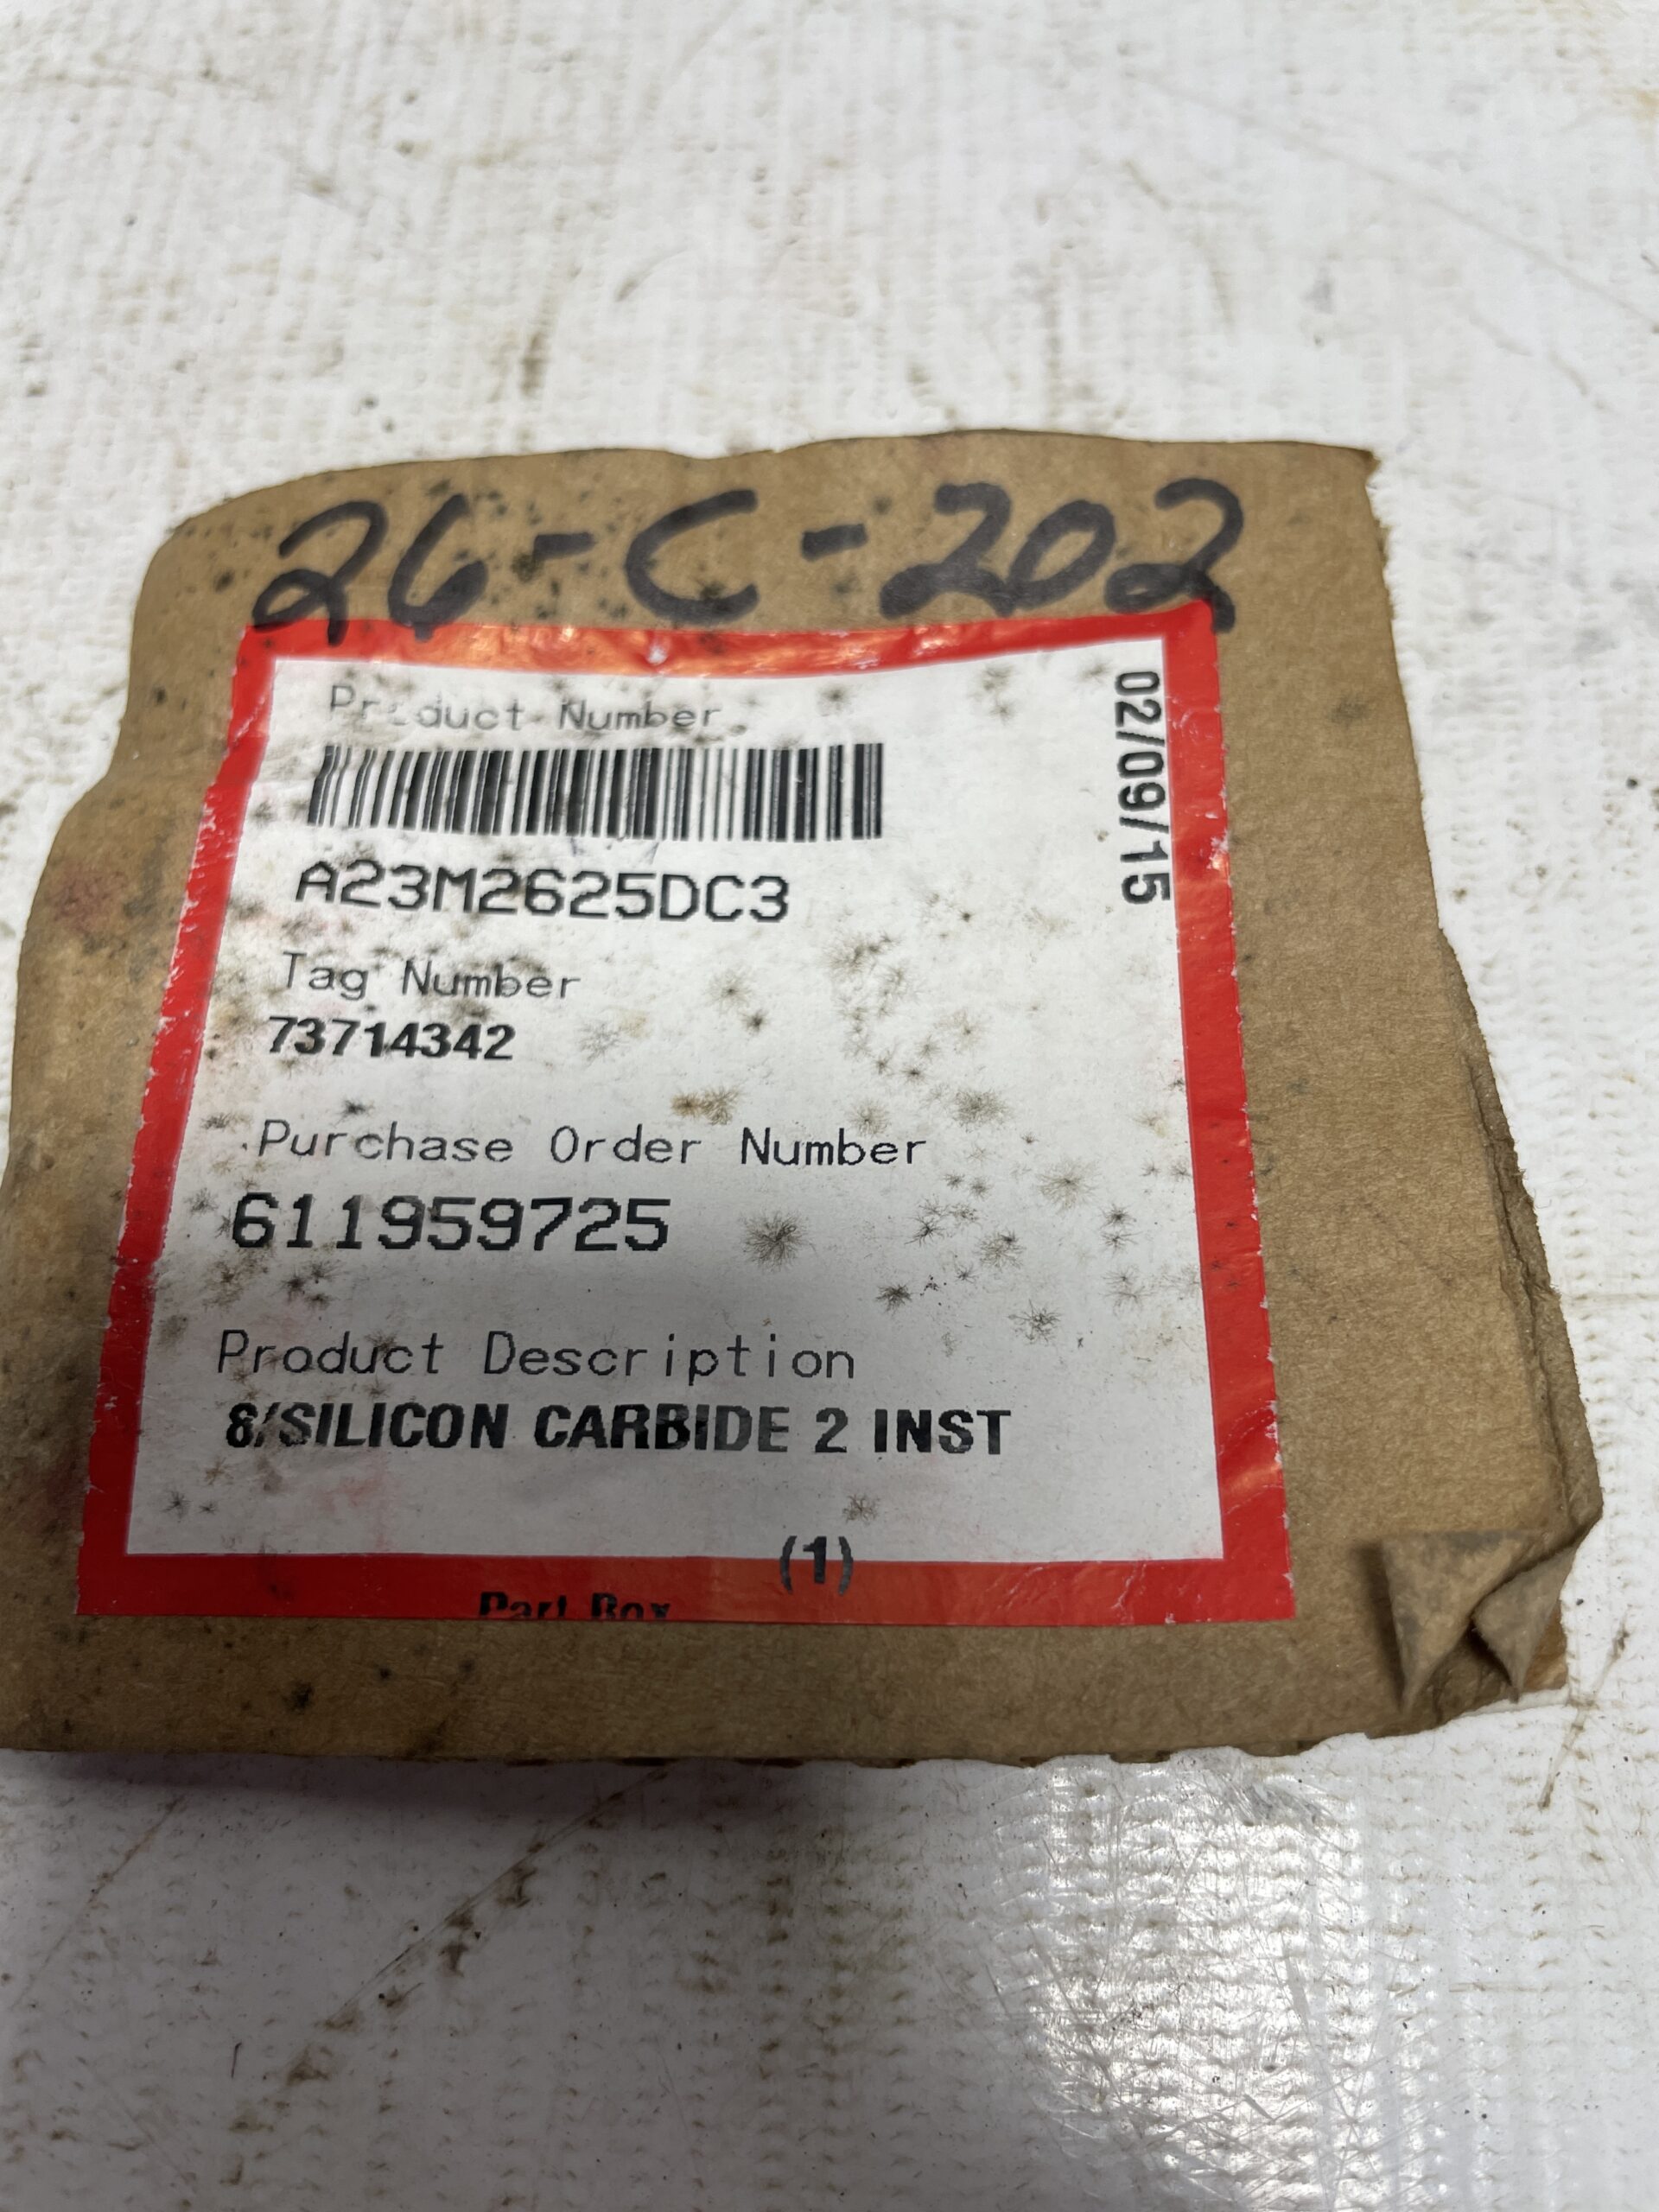 26-C-202
Product Number
02/09/15
A23M2625DC3
Tag Number
73714342
Purchase Order Number
611959725
Product Description
8/SILICON CARBIDE 2 INST
(1)
Part Box